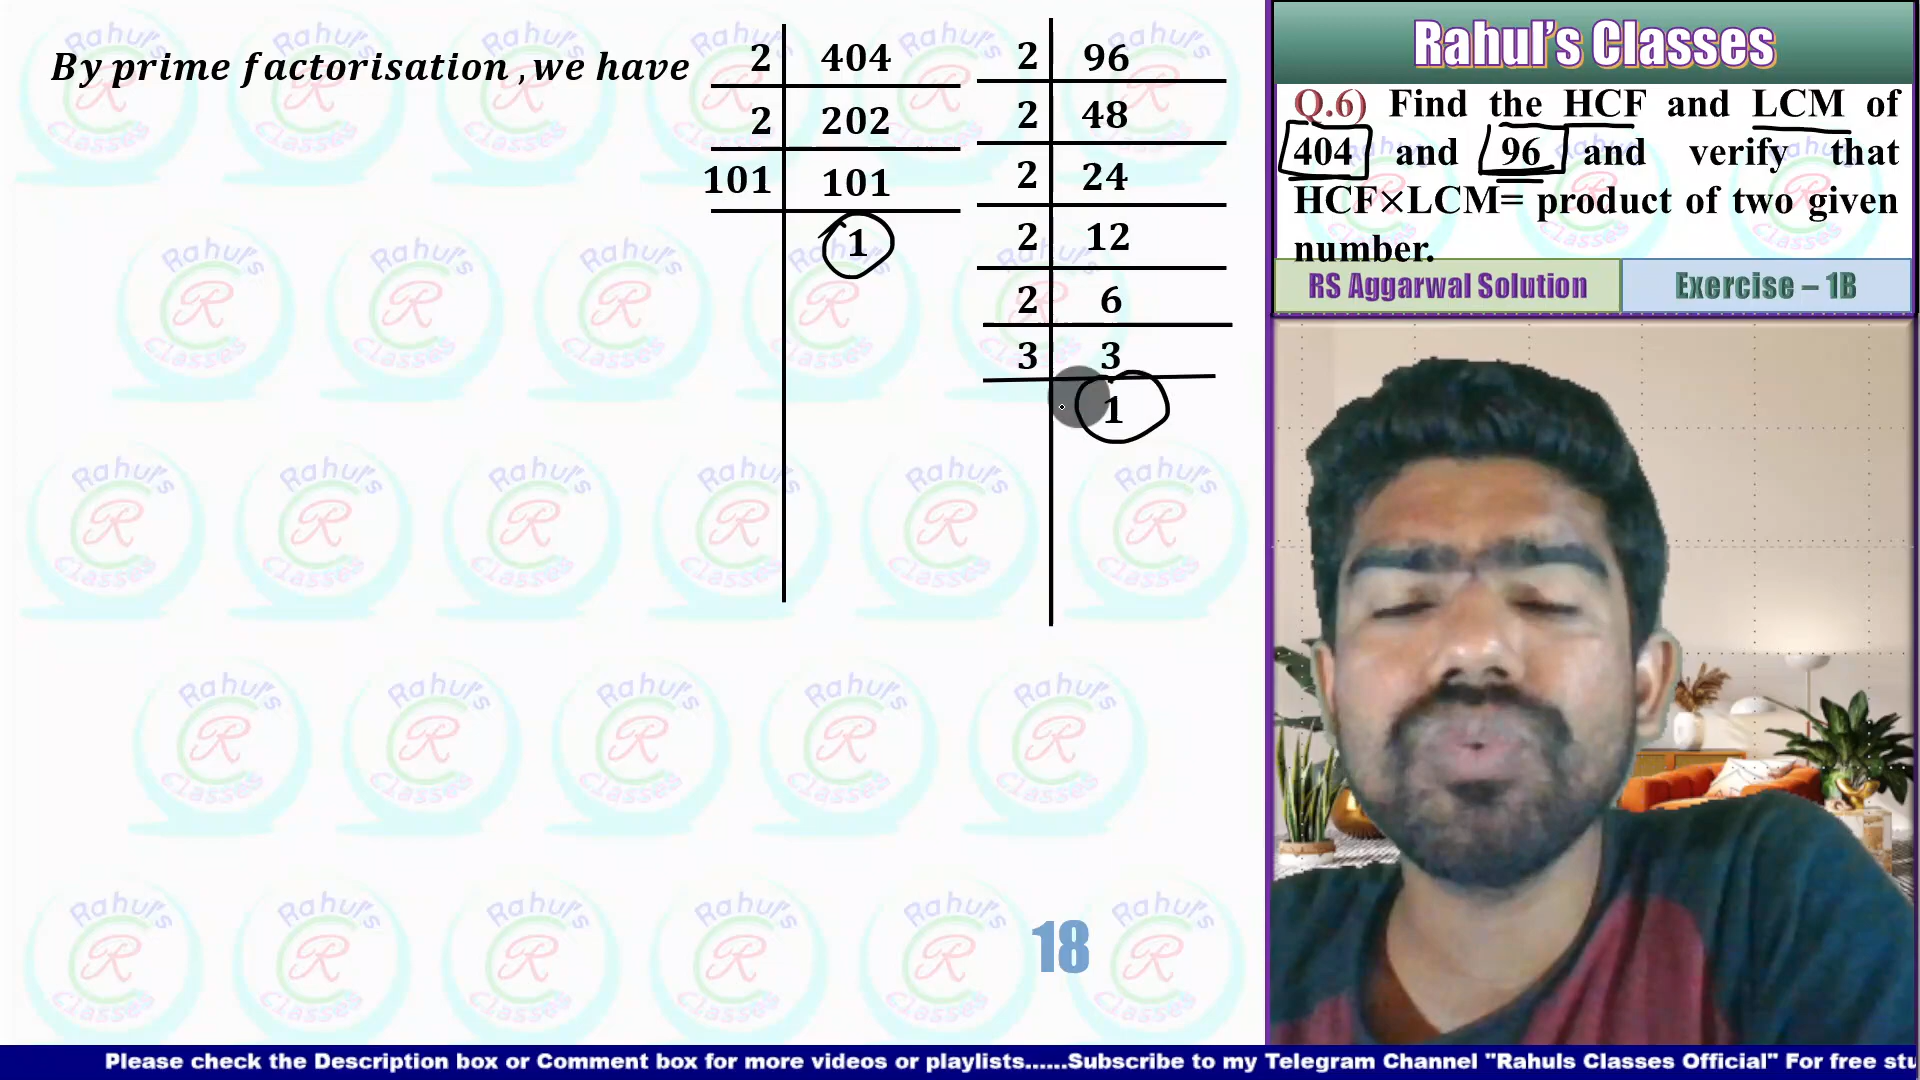 By prime factorisation , we have
2 404
2 202
101 101
1
2 96
2 48
2 24
2 12
2 6
3 3
1
18
Rahul's Classes
Q.6) Find the HCF and LCM of
404 and 96 and verify that
HCF×LCM= product of two given
number.
RS Aggarwal Solution
Exercise – 1B
Please check the Description box or Comment box for more videos or playlists......Subscribe to my Telegram Channel "Rahuls Classes Official" For free stu